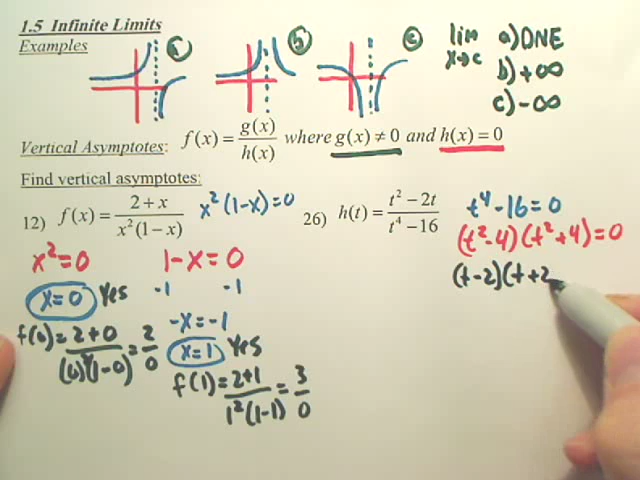 1.5 Infinite Limits
Examples
a b c
lim x→c a) DNE
b) +∞
c) -∞
Vertical Asymptotes: f(x) = g(x)/h(x) where g(x) ≠ 0 and h(x) = 0
Find vertical asymptotes:
12) f(x) = (2 + x)/(x²(1 - x))
x²(1-x)=0
x²=0
1-x=0
-1 -1
x=0 Yes
-x=-1
x=1 Yes
f(0)=(2+0)/((0)²(1-0))=2/0
f(1)=(2+1)/(1²(1-1))=3/0
26) h(t) = (t² - 2t)/(t⁴ - 16)
t⁴-16=0
(t²-4)(t²+4)=0
(t-2)(t+2